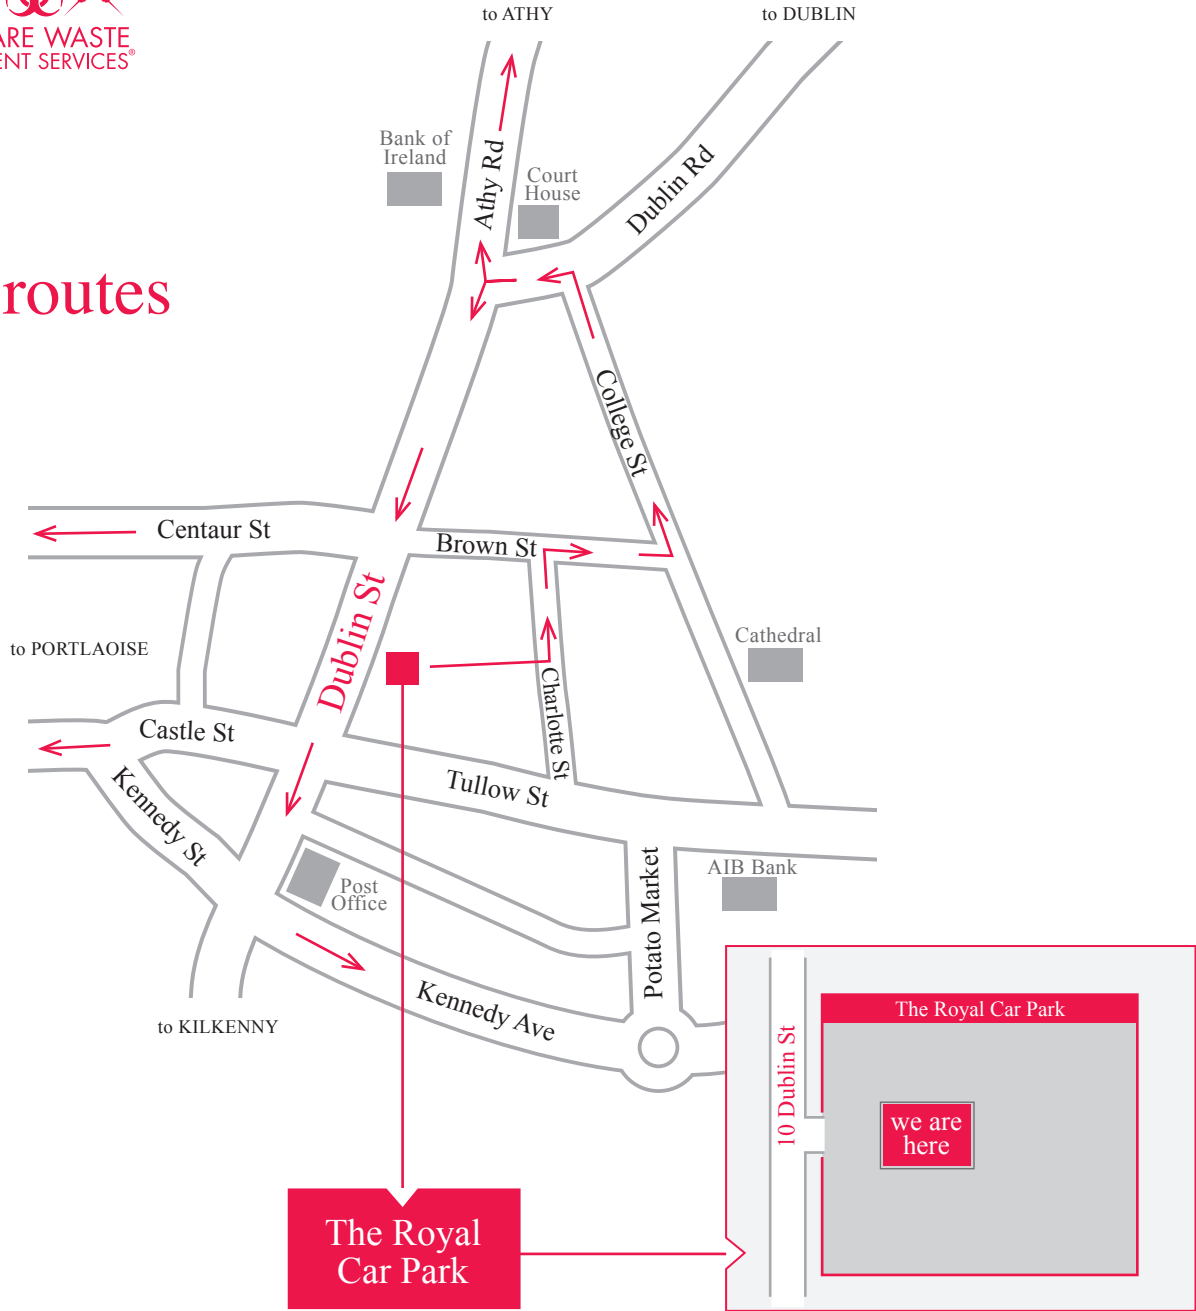 ARE WASTE
ENT SERVICES®
to ATHY
to DUBLIN
Bank of
Ireland
Athy Rd
Court
House
Dublin Rd
routes
College St
Centaur St
Brown St
Dublin St
to PORTLAOISE
Cathedral
Charlotte St
Castle St
Kennedy St
Tullow St
Post
Office
Potato Market
AIB Bank
Kennedy Ave
to KILKENNY
The Royal Car Park
10 Dublin St
we are
here
The Royal
Car Park